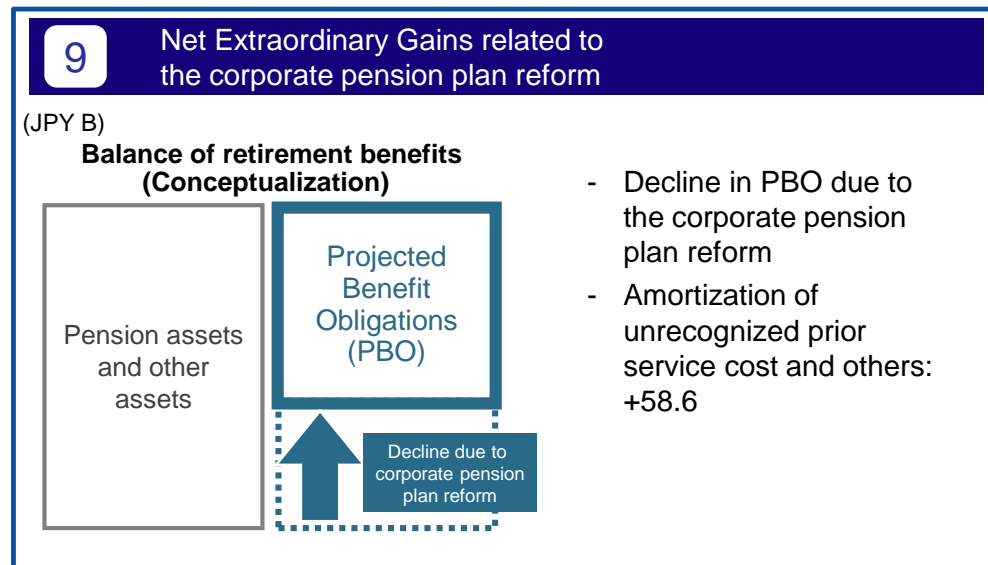 9
Net Extraordinary Gains related to
the corporate pension plan reform
(JPY B)
Balance of retirement benefits
(Conceptualization)
Pension assets
and other
assets
Projected
Benefit
Obligations
(PBO)
Decline due to
corporate pension
plan reform
- Decline in PBO due to
the corporate pension
plan reform
- Amortization of
unrecognized prior
service cost and others:
+58.6